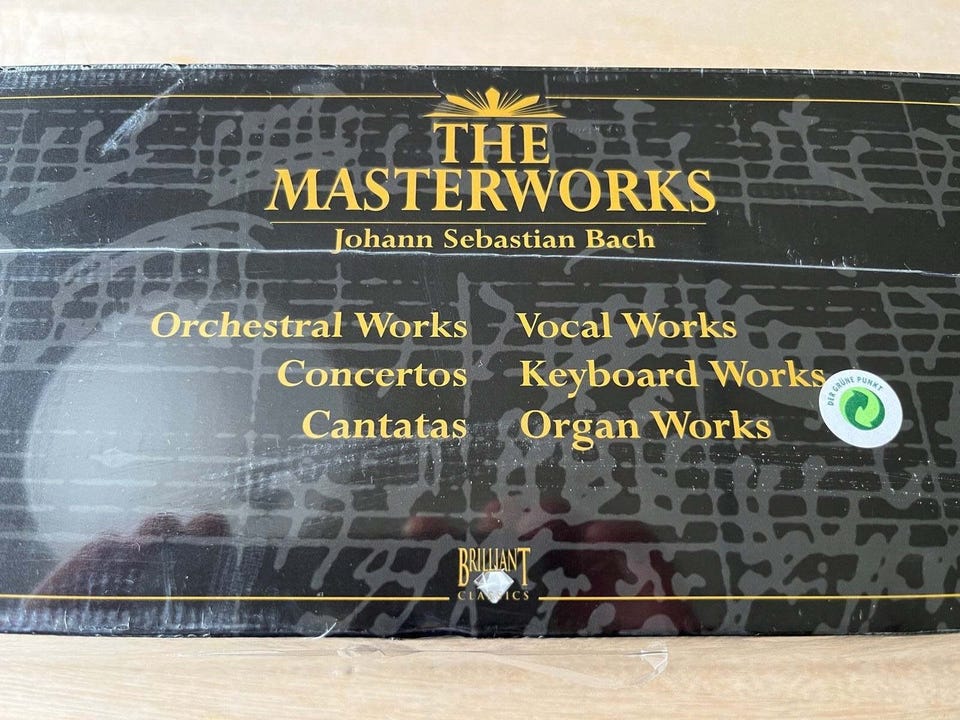 THE
MASTERWORKS
Johann Sebastian Bach
Orchestral Works
Concertos
Cantatas
Vocal Works
Keyboard Works
Organ Works
DER GRÜNE PUNKT
BRILLIANT
CLASSICS